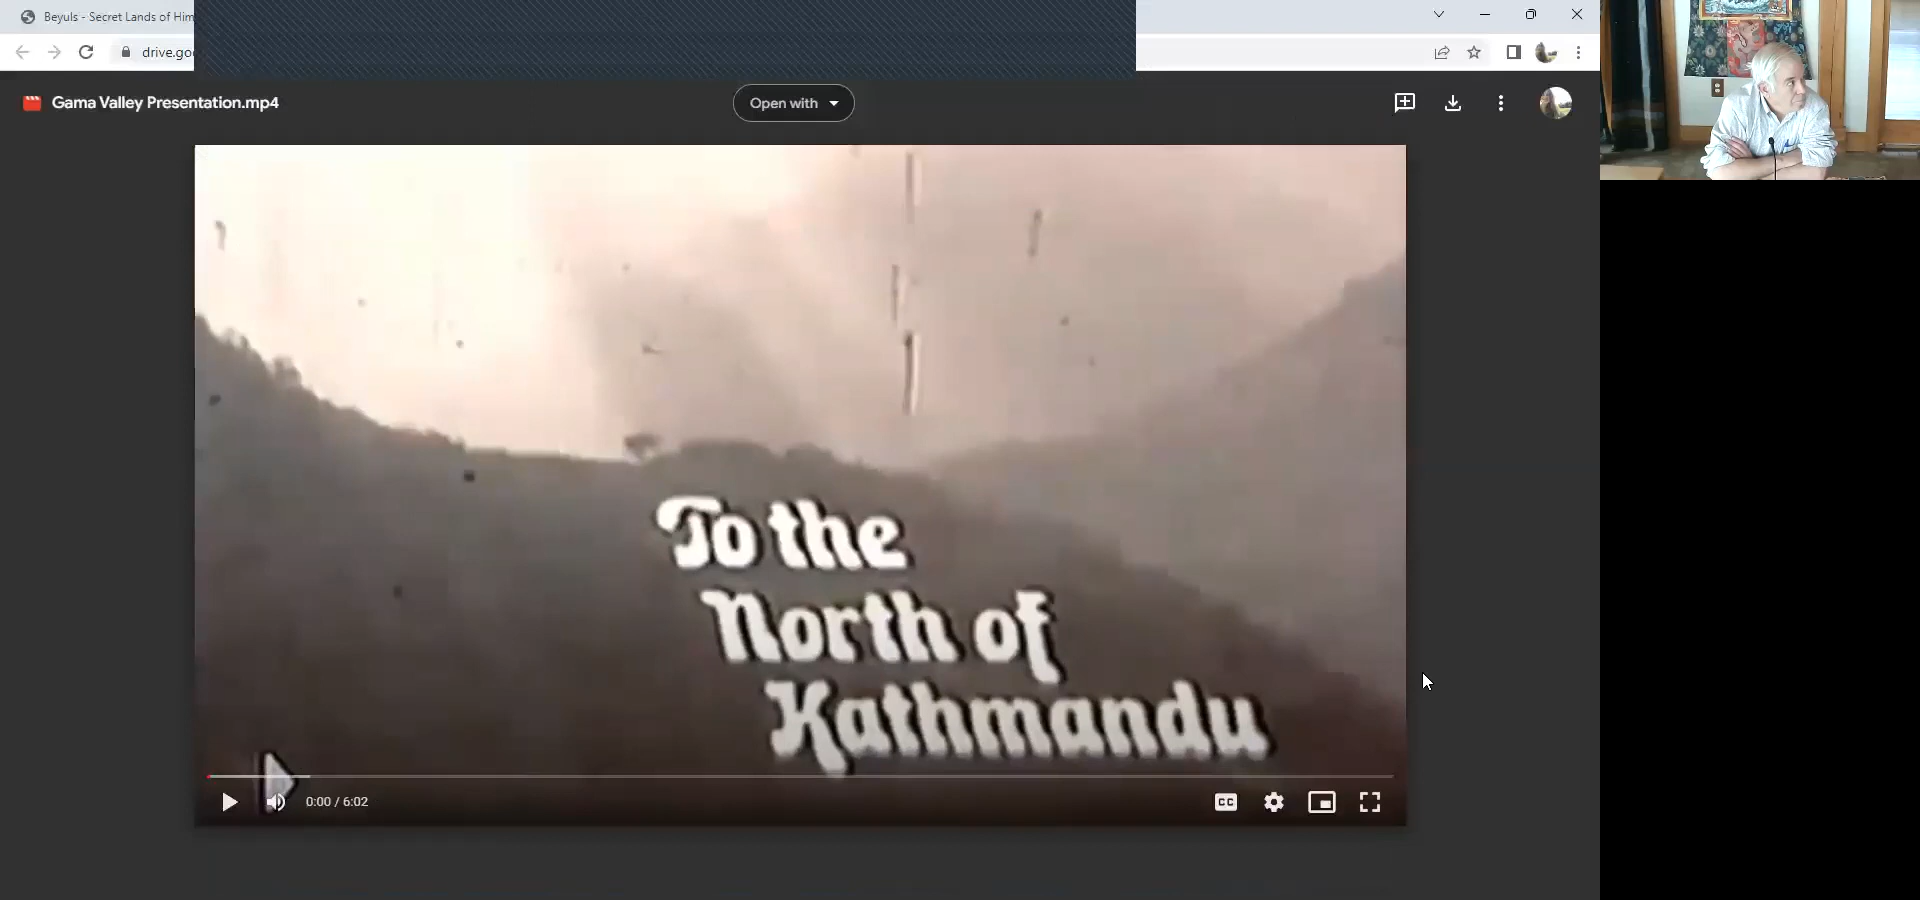 Beyuls - Secret Lands of Him
drive.goo
Gama Valley Presentation.mp4
Open with
To the
North of
Kathmandu
0:00 / 6:02
CC